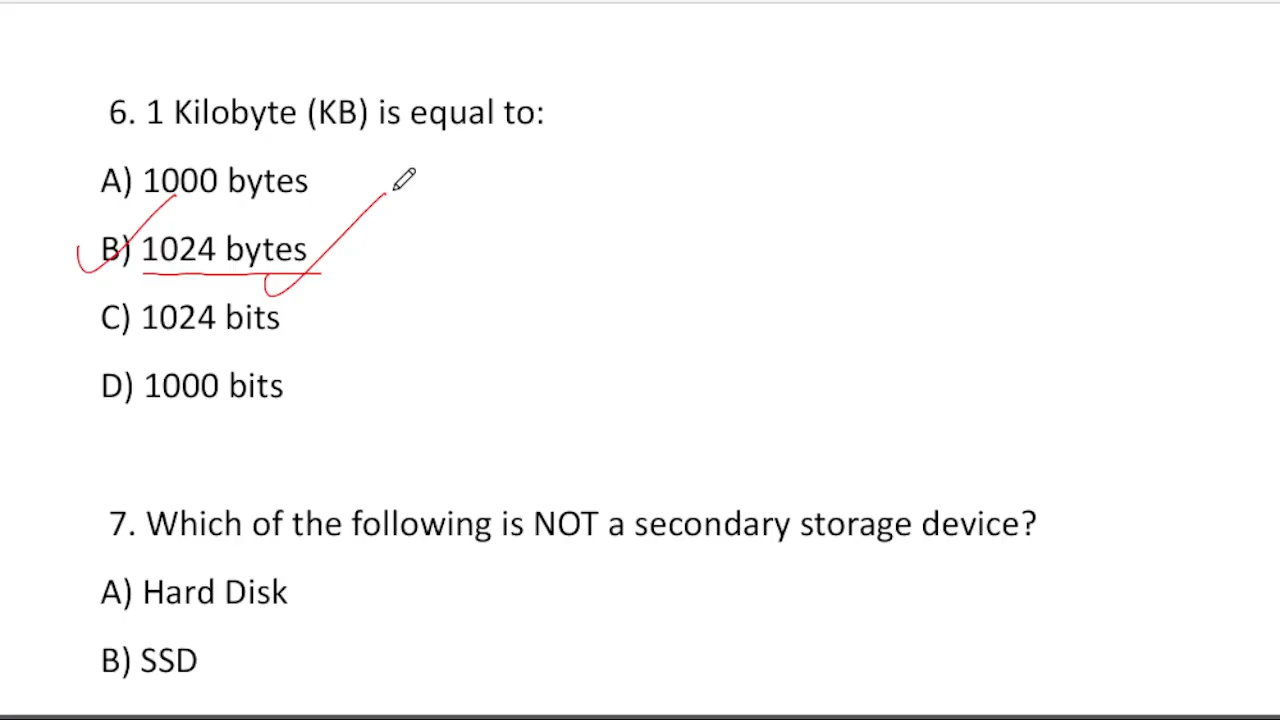 6. 1 Kilobyte (KB) is equal to:
A) 1000 bytes
B) 1024 bytes
C) 1024 bits
D) 1000 bits
7. Which of the following is NOT a secondary storage device?
A) Hard Disk
B) SSD